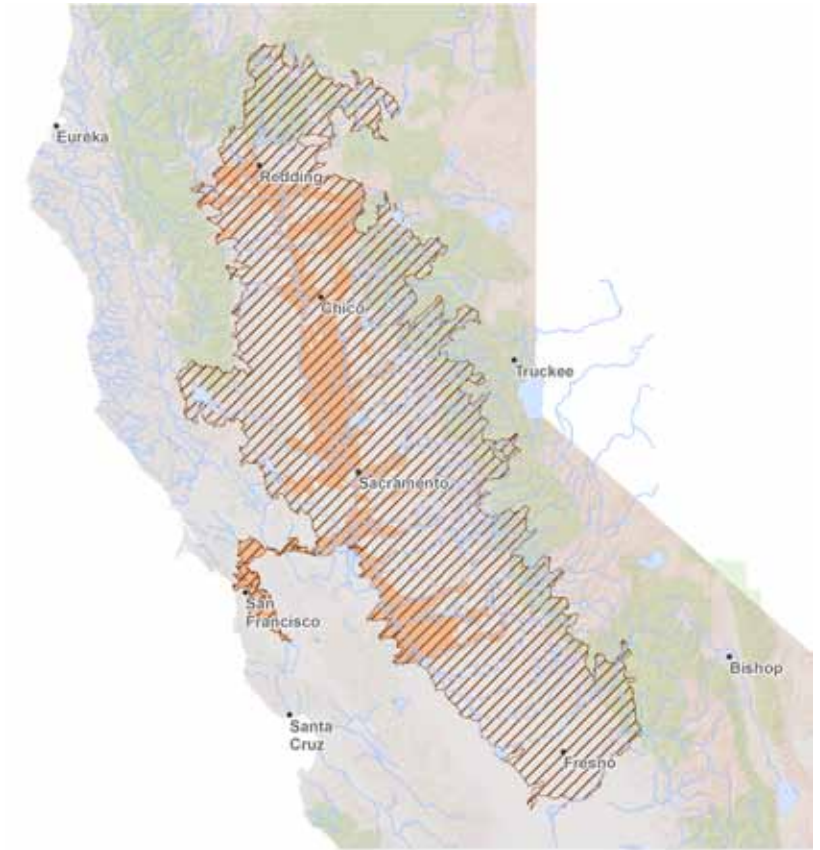 Eureka
Redding
Chico
Truckee
Sacramento
San
Francisco
Bishop
Santa
Cruz
Fresno